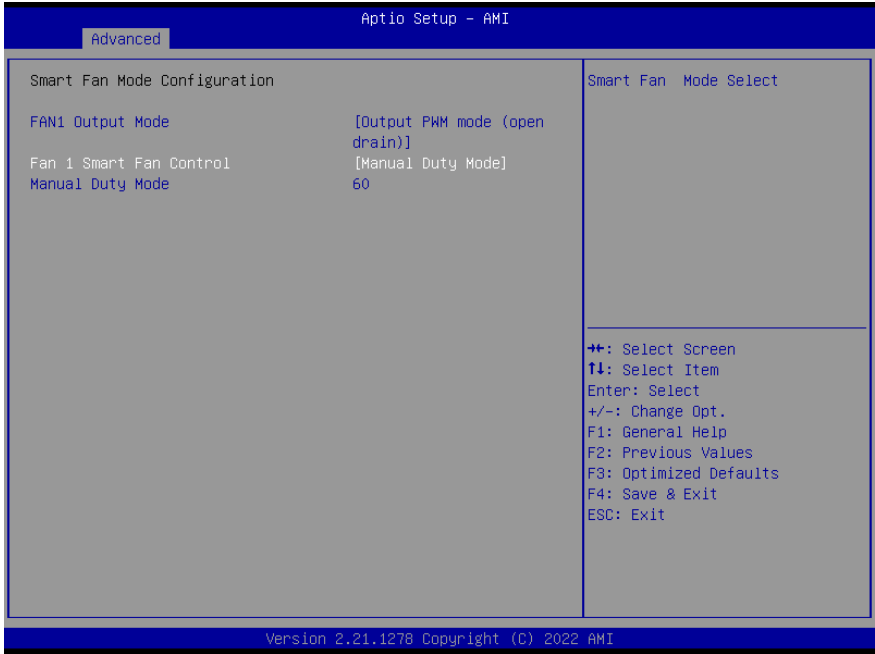 Aptio Setup – AMI
Advanced
Smart Fan Mode Configuration
FAN1 Output Mode [Output PWM mode (open
drain)]
Fan 1 Smart Fan Control [Manual Duty Mode]
Manual Duty Mode 60
Smart Fan  Mode Select
→←: Select Screen
↑↓: Select Item
Enter: Select
+/-: Change Opt.
F1: General Help
F2: Previous Values
F3: Optimized Defaults
F4: Save & Exit
ESC: Exit
Version 2.21.1278 Copyright (C) 2022 AMI